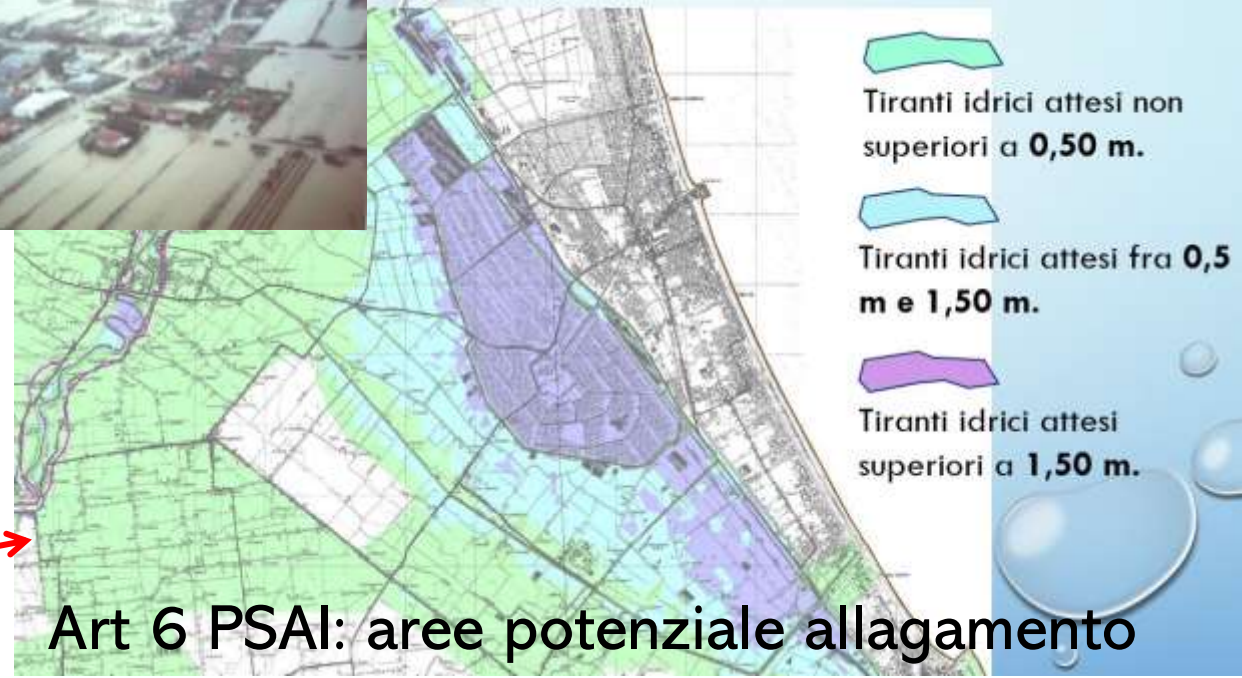 Tiranti idrici attesi non
superiori a 0,50 m.
Tiranti idrici attesi fra 0,5
m e 1,50 m.
Tiranti idrici attesi
superiori a 1,50 m.
Art 6 PSAI: aree potenziale allagamento